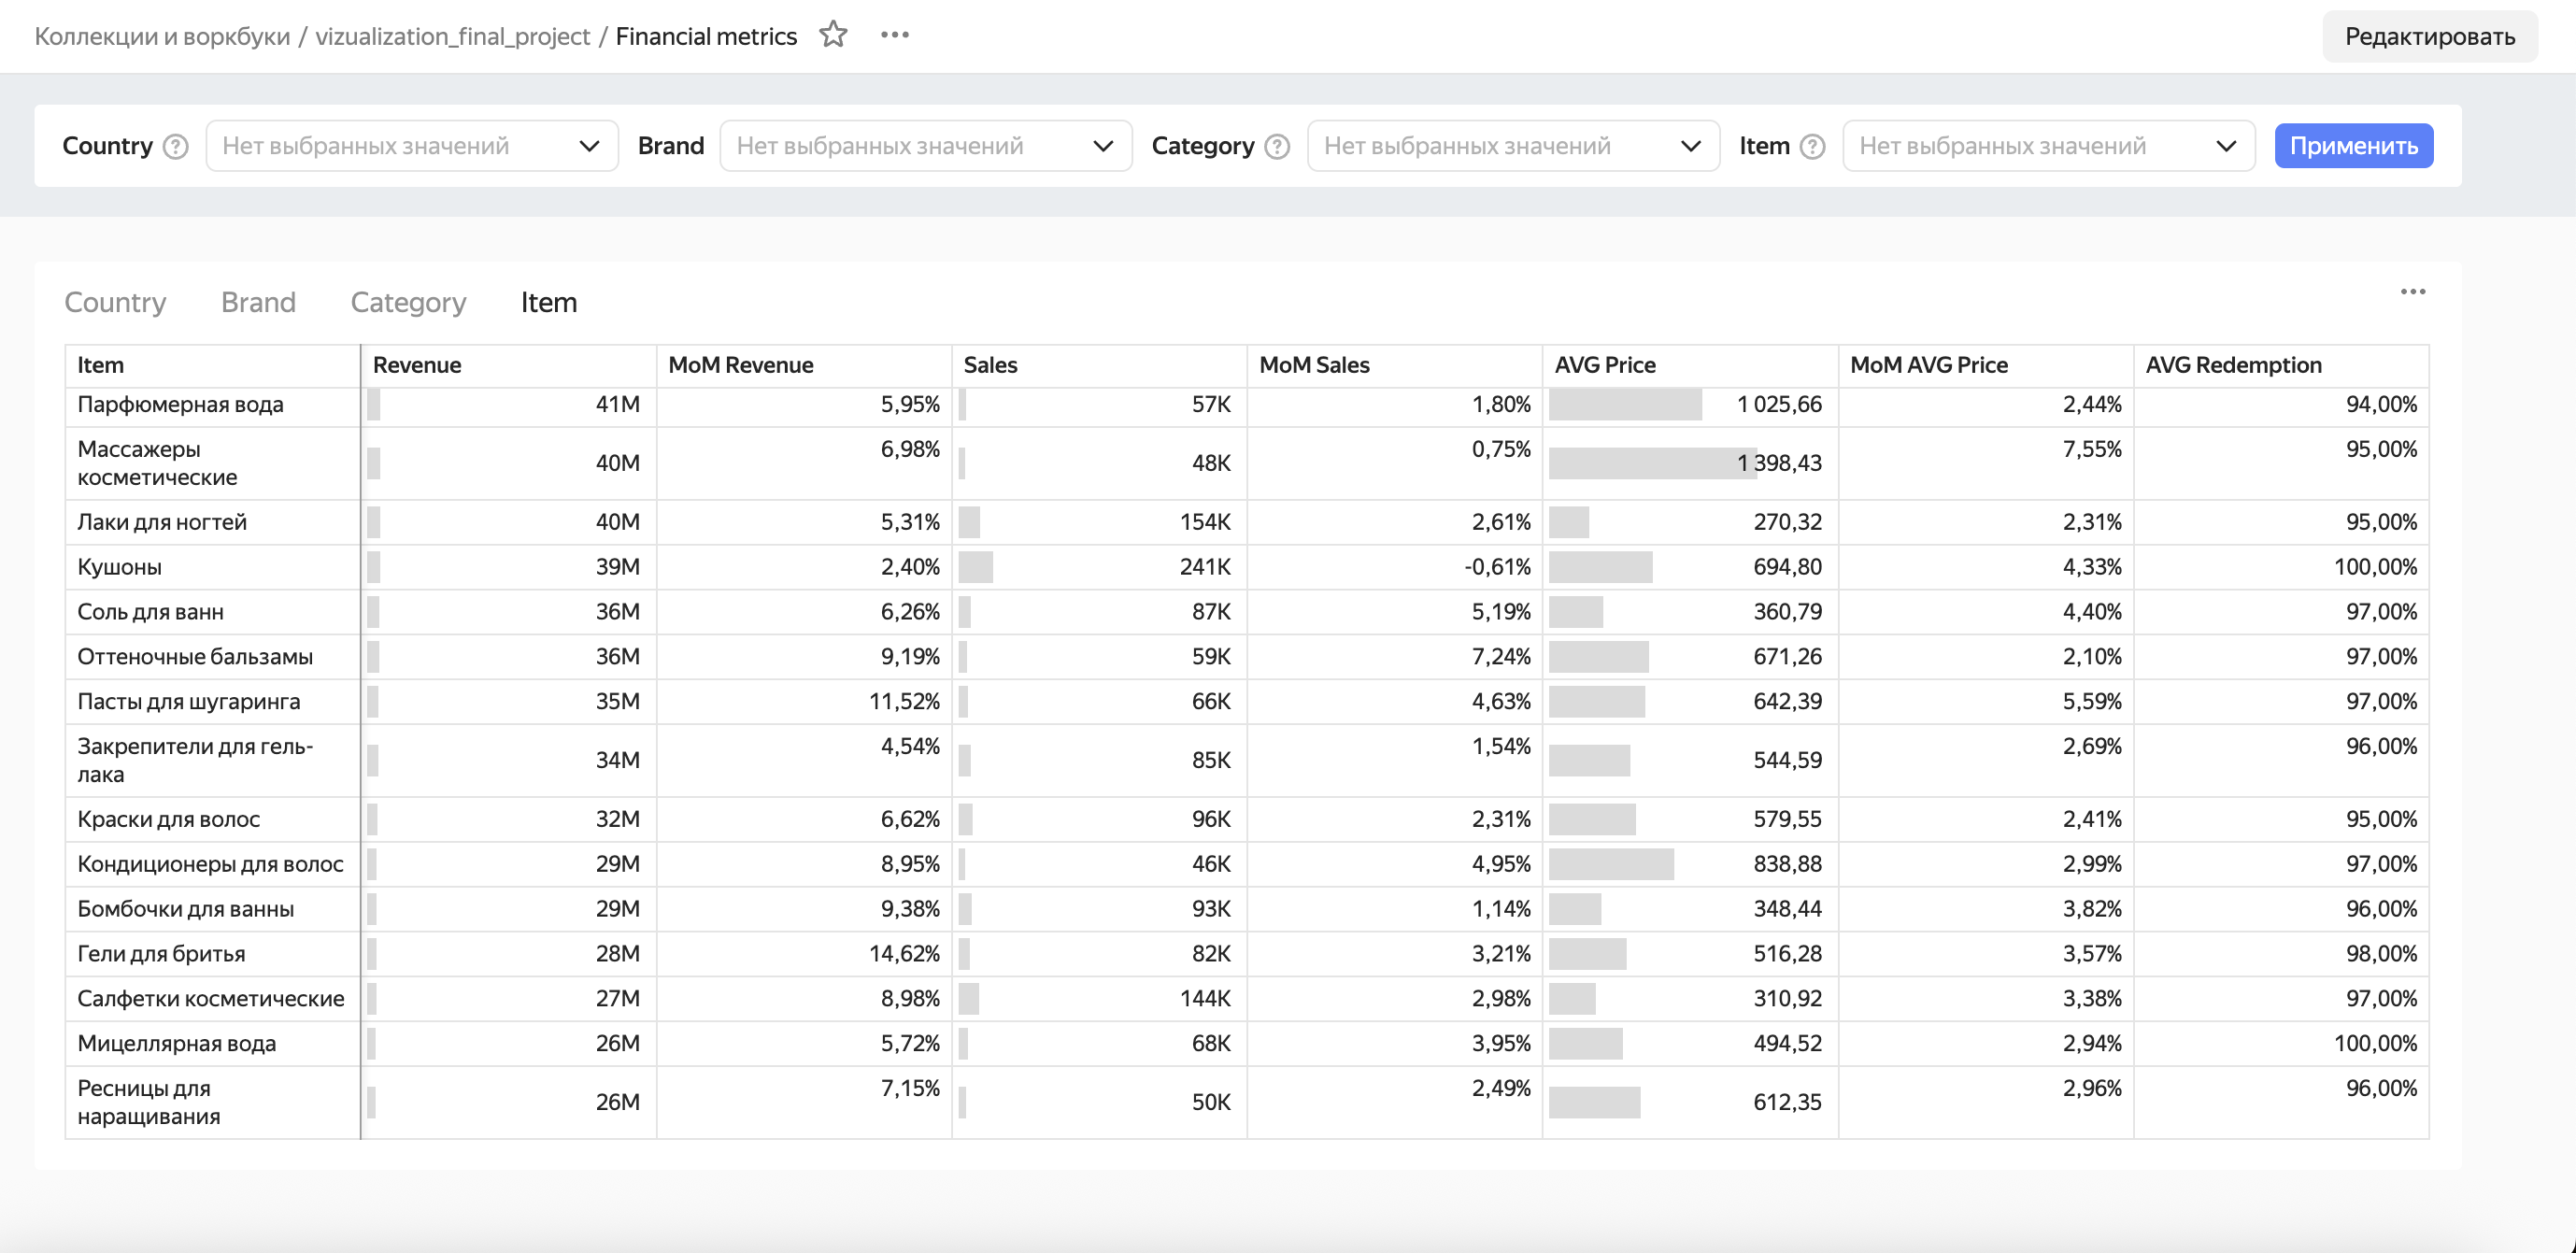 Коллекции и воркбуки / vizualization_final_project / Financial metrics
Редактировать
Country Нет выбранных значений Brand Нет выбранных значений Category Нет выбранных значений Item Нет выбранных значений Применить
Country Brand Category Item
Item Revenue MoM Revenue Sales MoM Sales AVG Price MoM AVG Price AVG Redemption
Парфюмерная вода 41M 5,95% 57K 1,80% 1 025,66 2,44% 94,00%
Массажеры
косметические 40M 6,98% 48K 0,75% 1 398,43 7,55% 95,00%
Лаки для ногтей 40M 5,31% 154K 2,61% 270,32 2,31% 95,00%
Кушоны 39M 2,40% 241K -0,61% 694,80 4,33% 100,00%
Соль для ванн 36M 6,26% 87K 5,19% 360,79 4,40% 97,00%
Оттеночные бальзамы 36M 9,19% 59K 7,24% 671,26 2,10% 97,00%
Пасты для шугаринга 35M 11,52% 66K 4,63% 642,39 5,59% 97,00%
Закрепители для гель-
лака 34M 4,54% 85K 1,54% 544,59 2,69% 96,00%
Краски для волос 32M 6,62% 96K 2,31% 579,55 2,41% 95,00%
Кондиционеры для волос 29M 8,95% 46K 4,95% 838,88 2,99% 97,00%
Бомбочки для ванны 29M 9,38% 93K 1,14% 348,44 3,82% 96,00%
Гели для бритья 28M 14,62% 82K 3,21% 516,28 3,57% 98,00%
Салфетки косметические 27M 8,98% 144K 2,98% 310,92 3,38% 97,00%
Мицеллярная вода 26M 5,72% 68K 3,95% 494,52 2,94% 100,00%
Ресницы для
наращивания 26M 7,15% 50K 2,49% 612,35 2,96% 96,00%